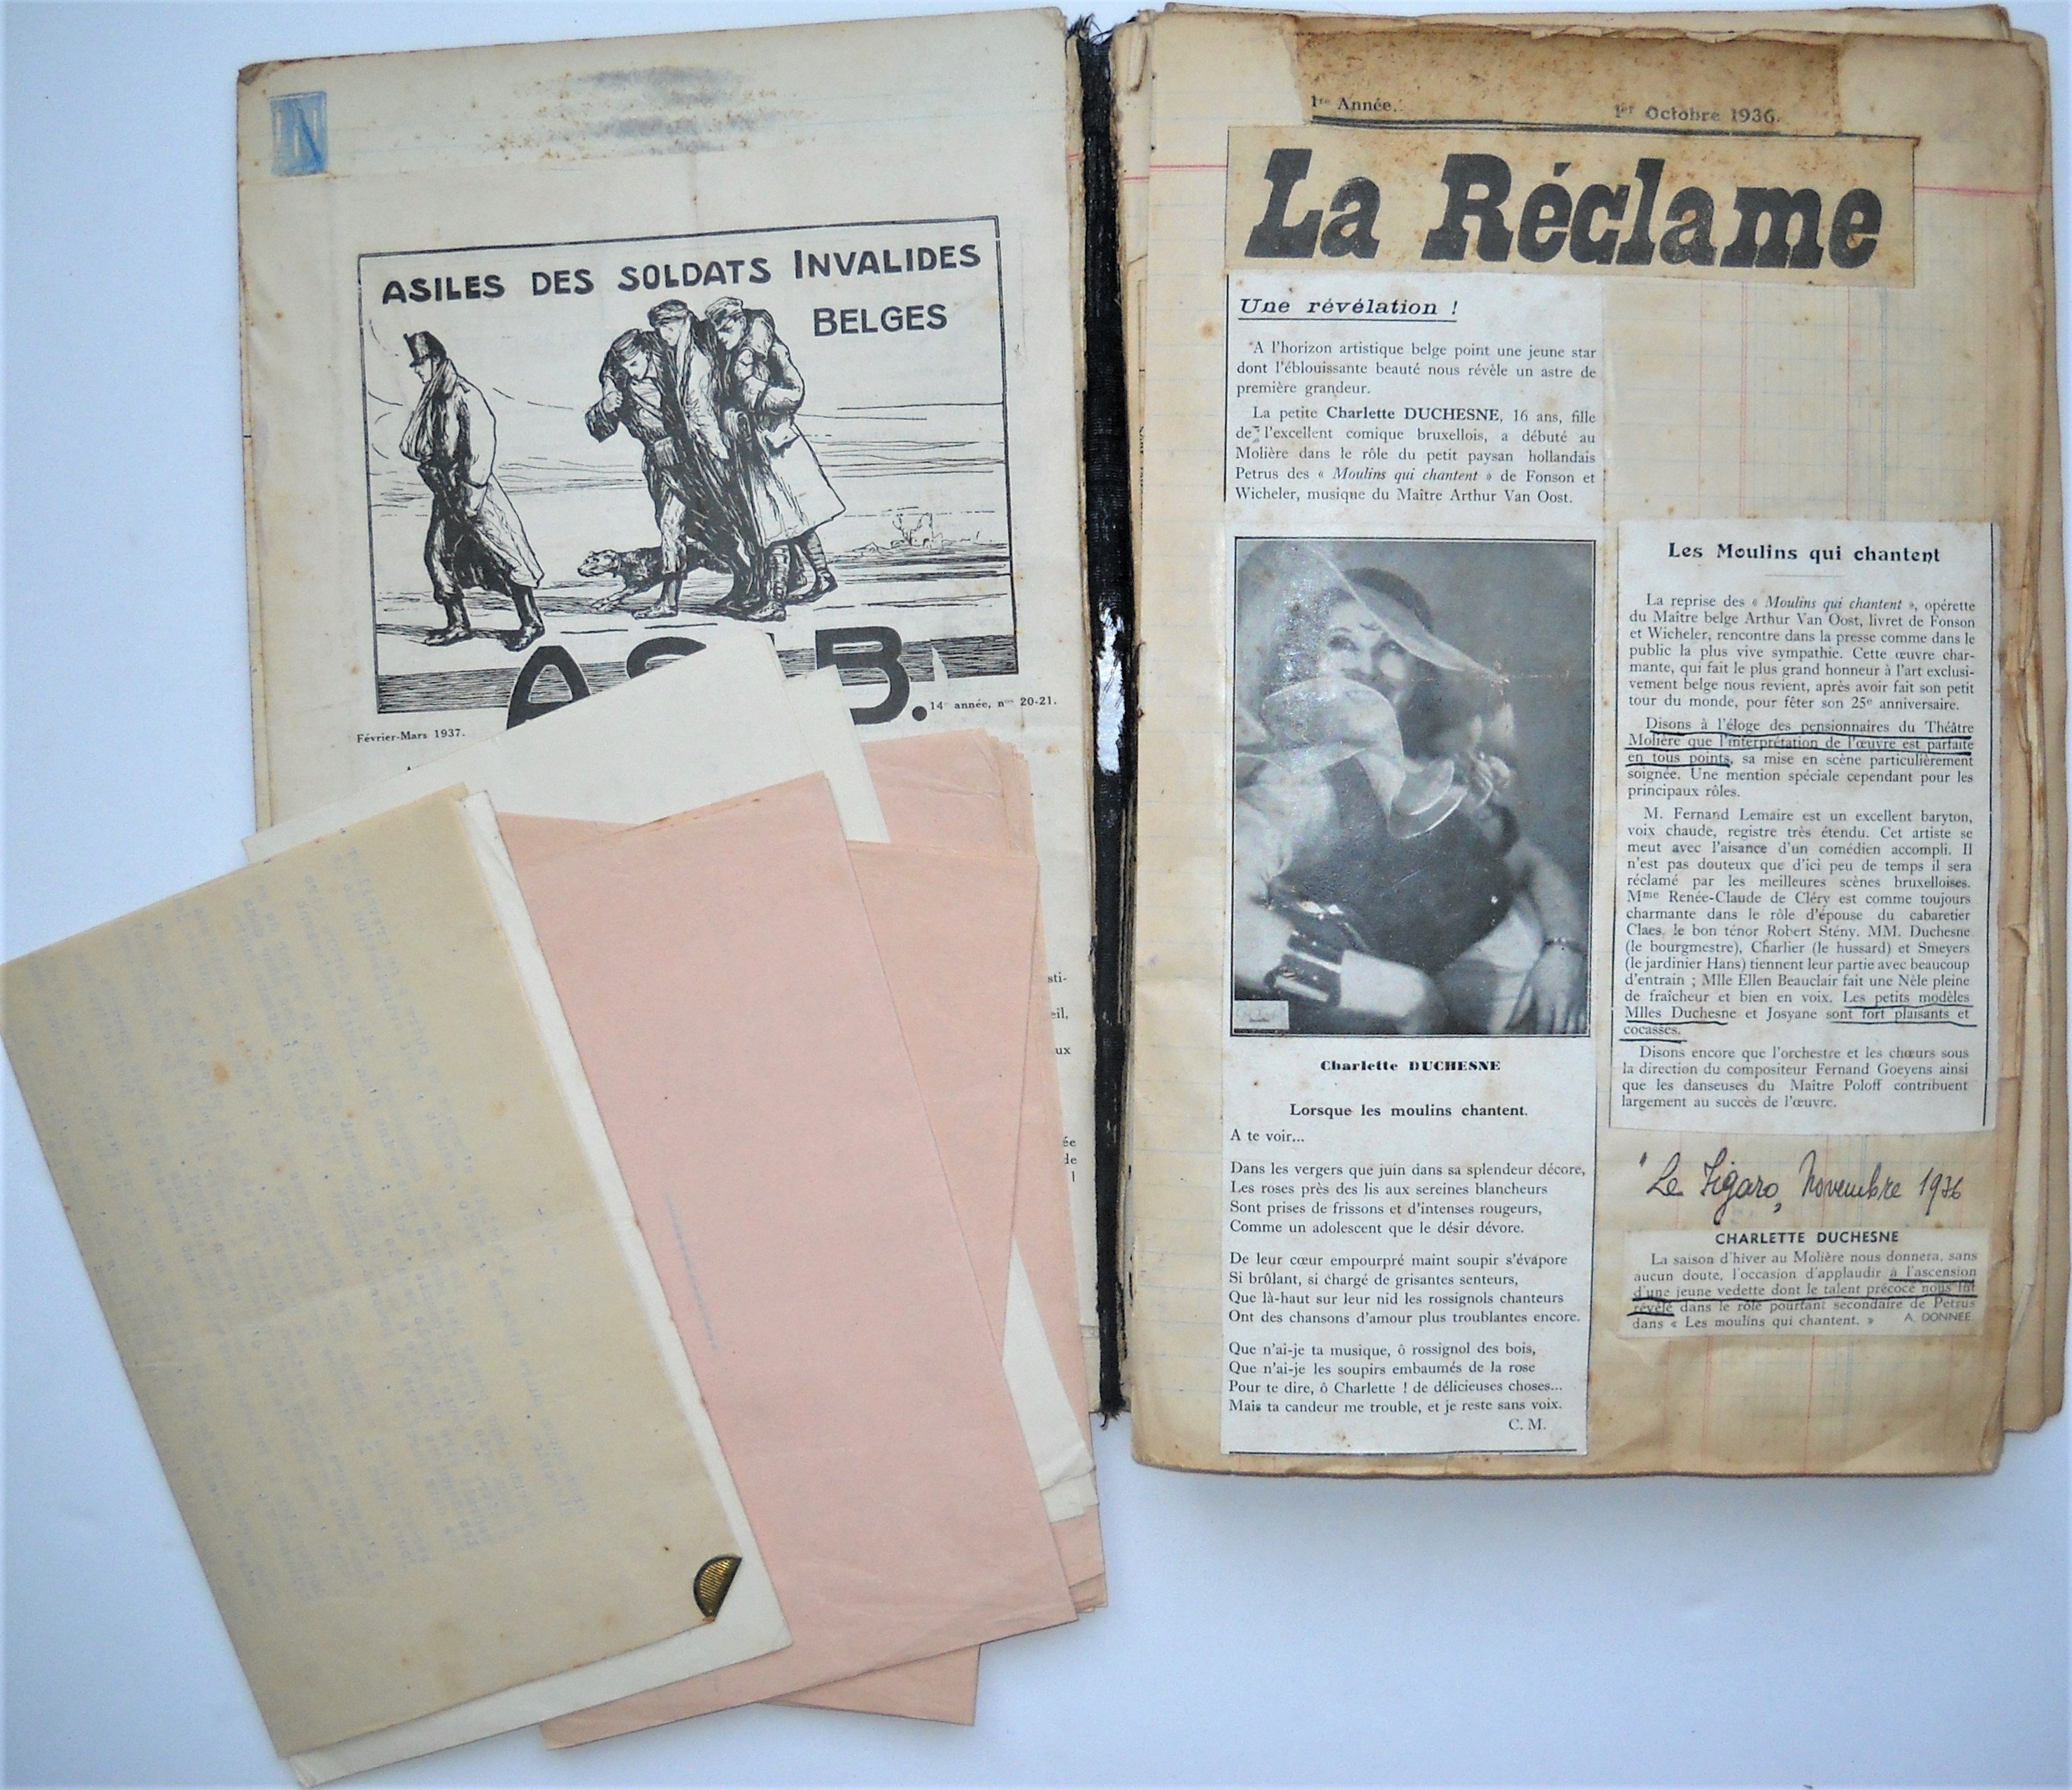 ASILES DES SOLDATS INVALIDES
BELGES
Février-Mars 1937.
14e année, nos 20-21.
sti-
eil,
ux
ée
de
1re Année.
1er Octobre 1936.
La Réclame
Une révélation !
A l'horizon artistique belge point une jeune star
dont l'éblouissante beauté nous révèle un astre de
première grandeur.
La petite Charlette DUCHESNE, 16 ans, fille
de l'excellent comique bruxellois, a débuté au
Molière dans le rôle du petit paysan hollandais
Petrus des « Moulins qui chantent » de Fonson et
Wicheler, musique du Maître Arthur Van Oost.
Charlette DUCHESNE
Lorsque les moulins chantent.
A te voir...
Dans les vergers que juin dans sa splendeur décore,
Les roses près des lis aux sereines blancheurs
Sont prises de frissons et d'intenses rougeurs,
Comme un adolescent que le désir dévore.
De leur cœur empourpré maint soupir s'évapore
Si brûlant, si chargé de grisantes senteurs,
Que là-haut sur leur nid les rossignols chanteurs
Ont des chansons d'amour plus troublantes encore.
Que n'ai-je ta musique, ô rossignol des bois,
Que n'ai-je les soupirs embaumés de la rose
Pour te dire, ô Charlette ! de délicieuses choses...
Mais ta candeur me trouble, et je reste sans voix.
C. M.
Les Moulins qui chantent
La reprise des « Moulins qui chantent », opérette
du Maître belge Arthur Van Oost, livret de Fonson
et Wicheler, rencontre dans la presse comme dans le
public la plus vive sympathie. Cette œuvre char-
mante, qui fait le plus grand honneur à l'art exclusi-
vement belge nous revient, après avoir fait son petit
tour du monde, pour fêter son 25e anniversaire.
Disons à l'éloge des pensionnaires du Théâtre
Molière que l'interprétation de l'œuvre est parfaite
en tous points, sa mise en scène particulièrement
soignée. Une mention spéciale cependant pour les
principaux rôles.
M. Fernand Lemaire est un excellent baryton,
voix chaude, registre très étendu. Cet artiste se
meut avec l'aisance d'un comédien accompli. Il
n'est pas douteux que d'ici peu de temps il sera
réclamé par les meilleures scènes bruxelloises.
Mme Renée-Claude de Cléry est comme toujours
charmante dans le rôle d'épouse du cabaretier
Claes, le bon ténor Robert Stény. MM. Duchesne
(le bourgmestre), Charlier (le hussard) et Smeyers
(le jardinier Hans) tiennent leur partie avec beaucoup
d'entrain ; Mlle Ellen Beauclair fait une Nèle pleine
de fraîcheur et bien en voix. Les petits modèles
Mlles Duchesne et Josyane sont fort plaisants et
cocasses.
Disons encore que l'orchestre et les chœurs sous
la direction du compositeur Fernand Goeyens ainsi
que les danseuses du Maître Poloff contribuent
largement au succès de l'œuvre.
"Le Figaro, Novembre 1936
CHARLETTE DUCHESNE
La saison d'hiver au Molière nous donnera, sans
aucun doute, l'occasion d'applaudir à l'ascension
d'une jeune vedette dont le talent précoce nous fut
révélé dans le rôle pourtant secondaire de Petrus
dans « Les moulins qui chantent. » A. DONNEE.